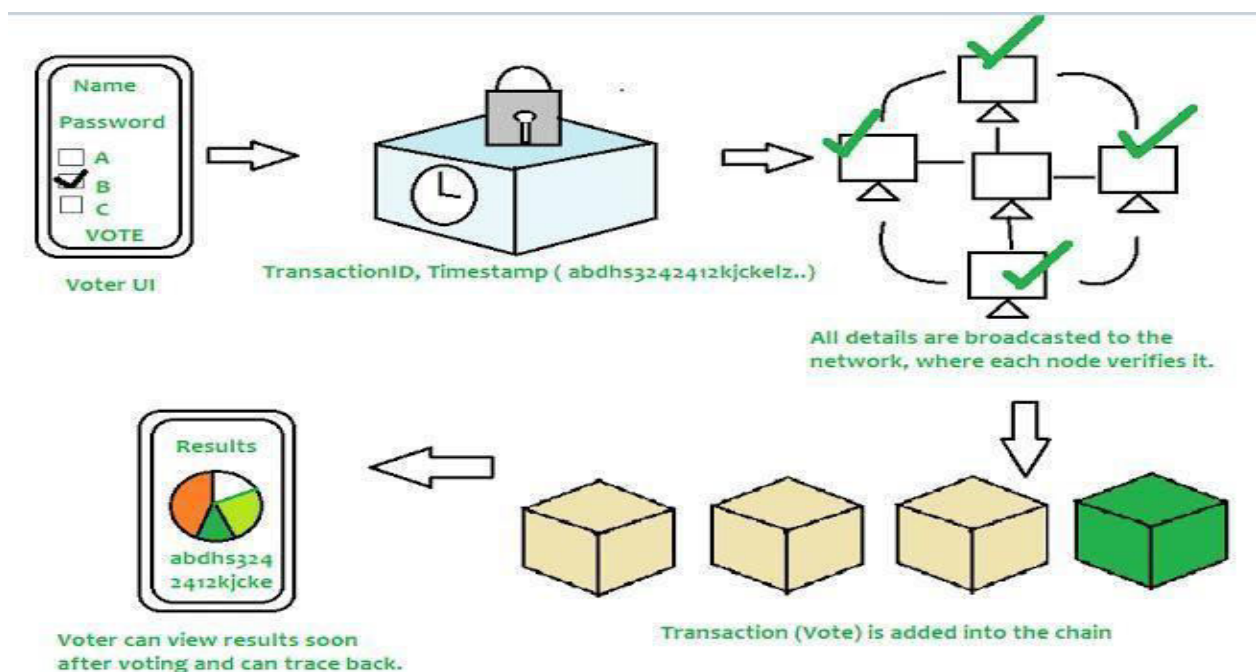 Name
Password
A
B
C
VOTE
Voter UI
TransactionID, Timestamp ( abdhs3242412kjckelz..)
All details are broadcasted to the
network, where each node verifies it.
Results
abdhs324
2412kjcke
Voter can view results soon
after voting and can trace back.
Transaction (Vote) is added into the chain